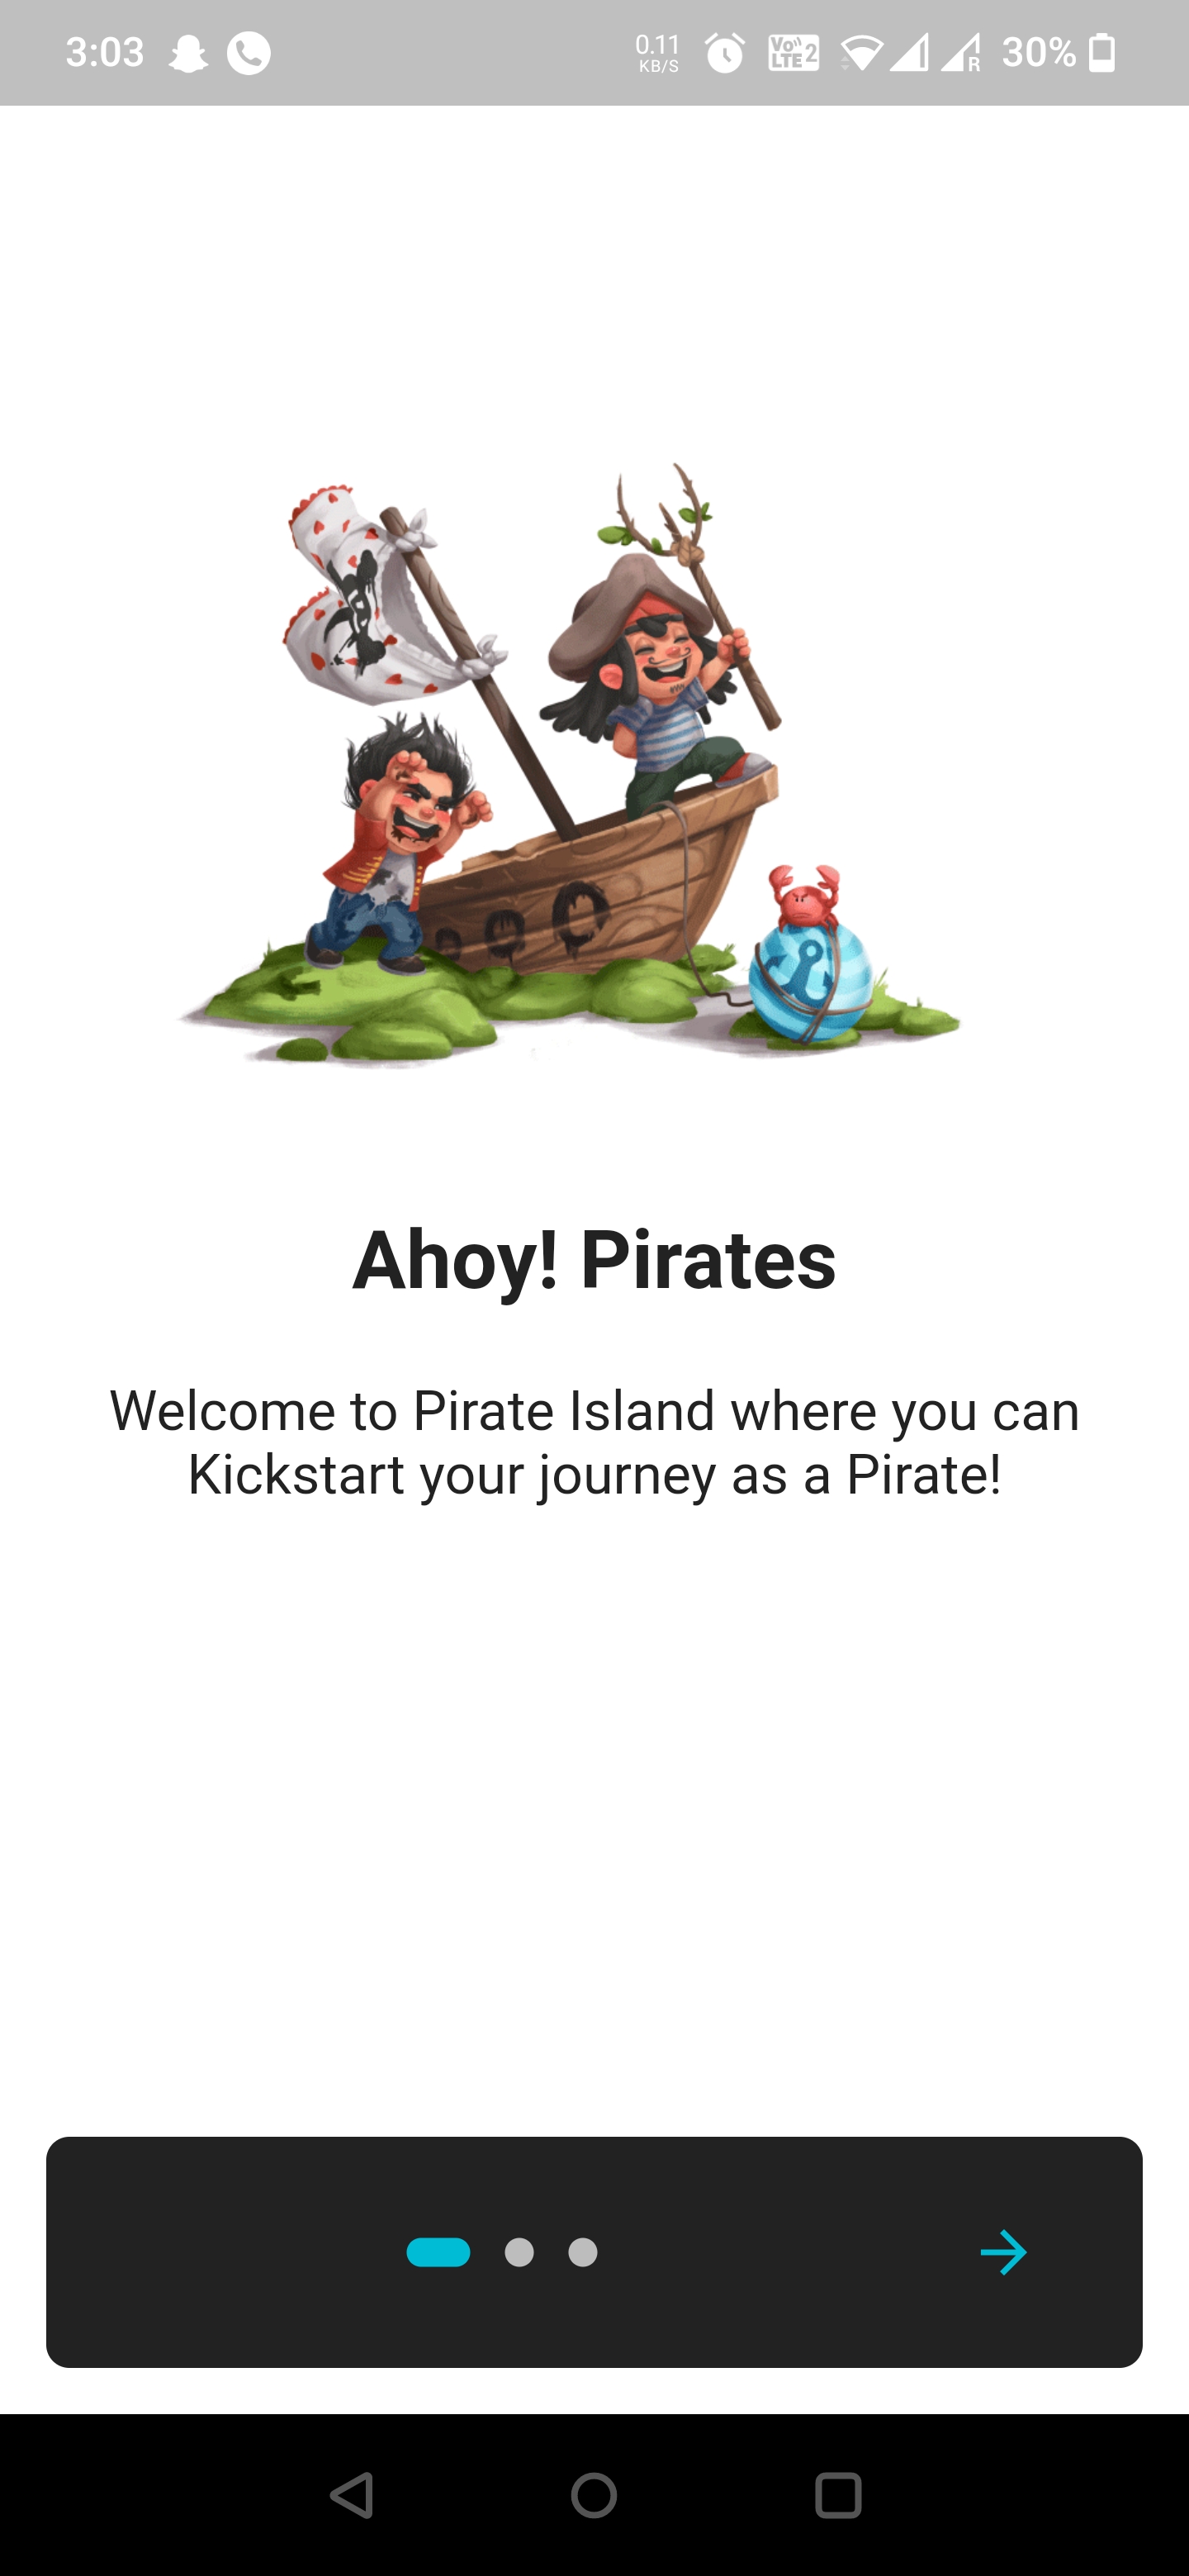 3:03
0.11
KB/S
Vo))
LTE 2
R
30%
Ahoy! Pirates
Welcome to Pirate Island where you can
Kickstart your journey as a Pirate!